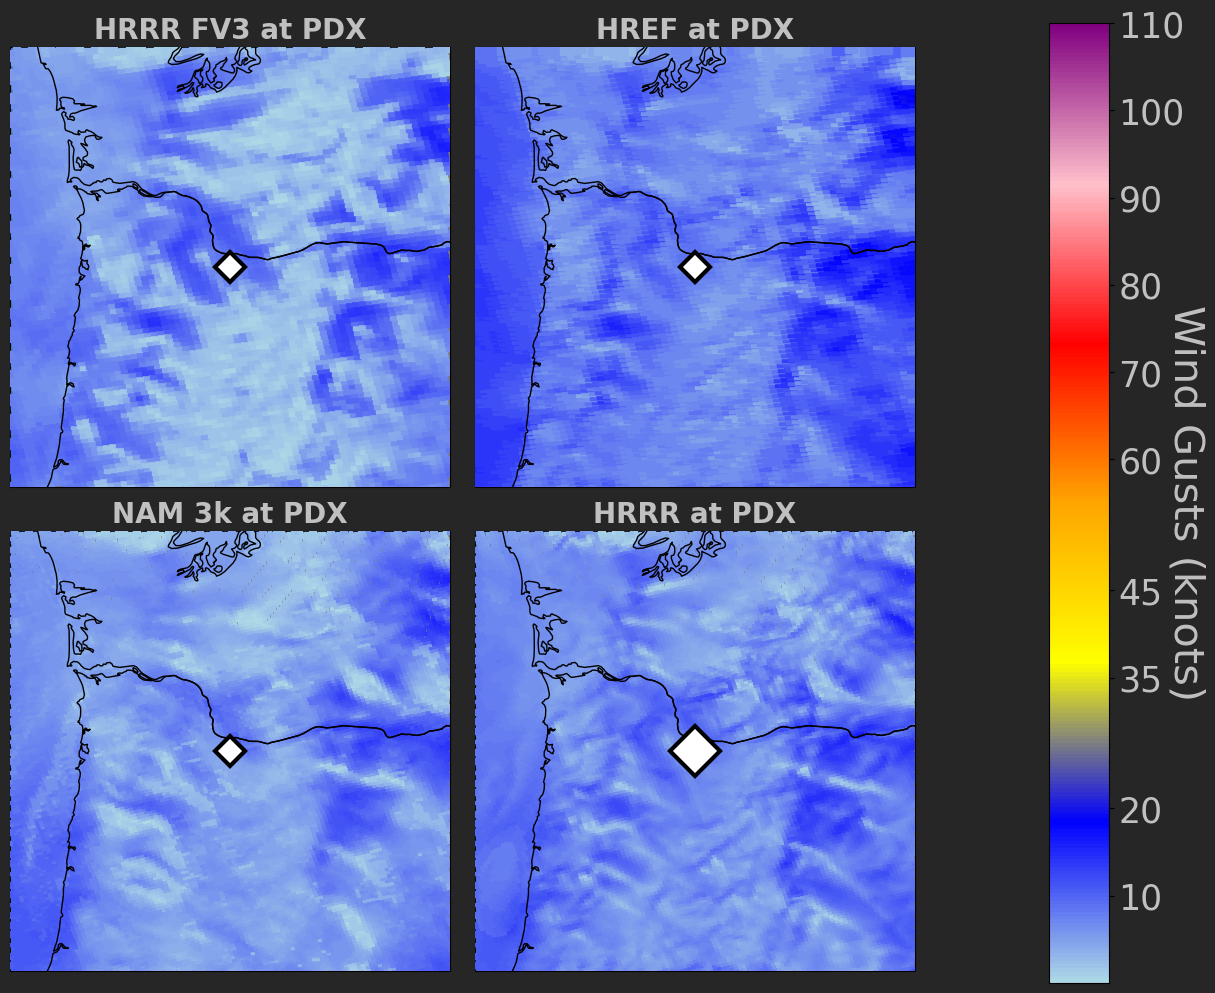 HRRR FV3 at PDX
HREF at PDX
NAM 3k at PDX
HRRR at PDX
110
100
90
80
70
60
45
35
20
10
Wind Gusts (knots)